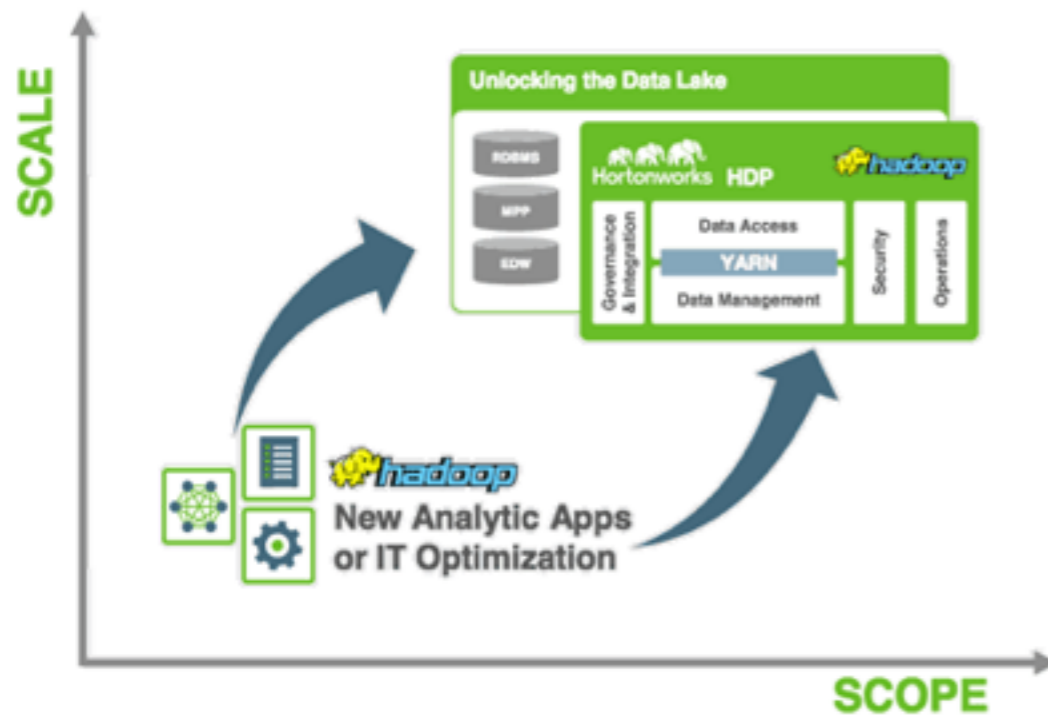 SCALE
Unlocking the Data Lake
RDBMS
MPP
EDW
Hortonworks HDP
hadoop
Governance
& Integration
Data Access
YARN
Data Management
Security
Operations
hadoop
New Analytic Apps
or IT Optimization
SCOPE